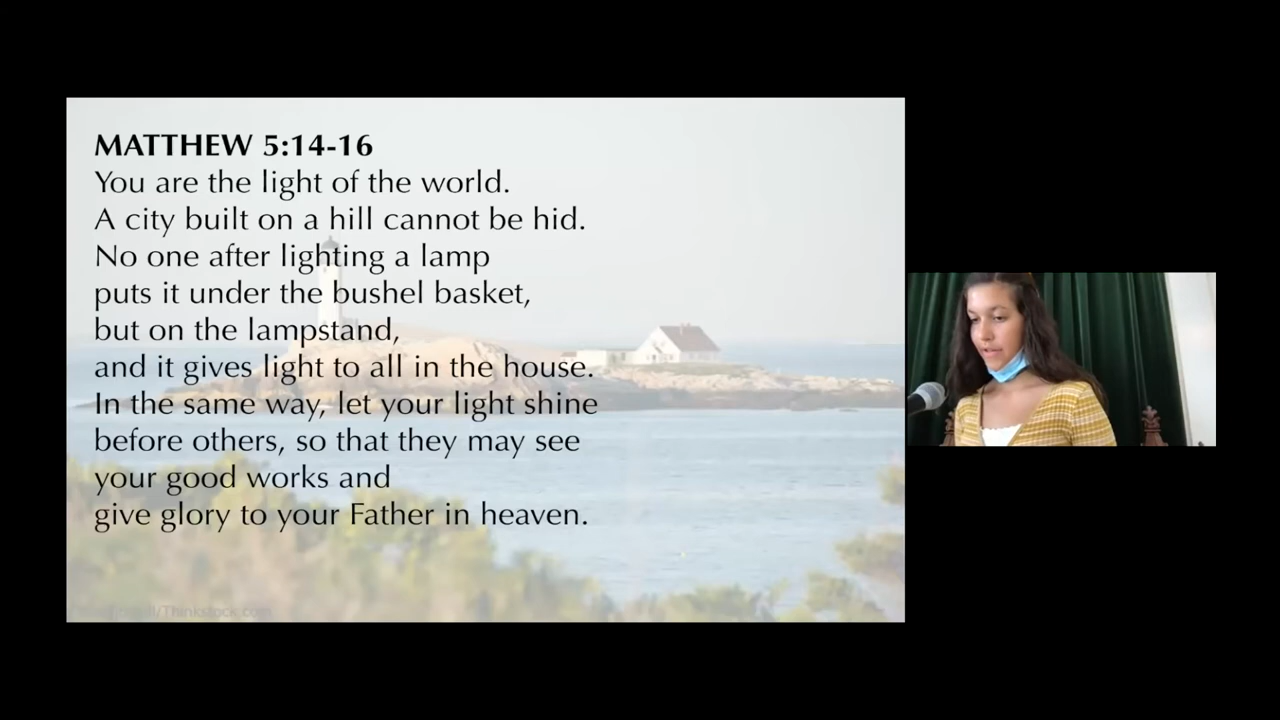 MATTHEW 5:14-16
You are the light of the world.
A city built on a hill cannot be hid.
No one after lighting a lamp
puts it under the bushel basket,
but on the lampstand,
and it gives light to all in the house.
In the same way, let your light shine
before others, so that they may see
your good works and
give glory to your Father in heaven.
/Thinkstock.com